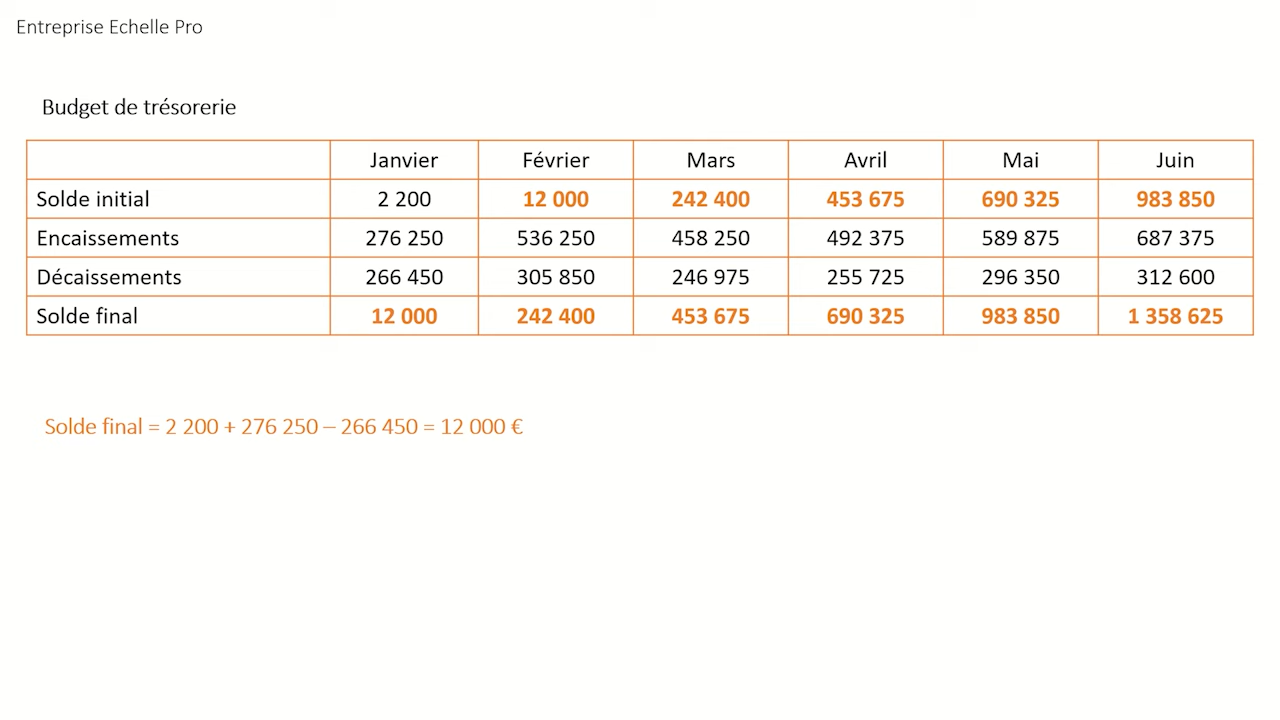 Entreprise Echelle Pro
Budget de trésorerie
Janvier Février Mars Avril Mai Juin
Solde initial 2 200 12 000 242 400 453 675 690 325 983 850
Encaissements 276 250 536 250 458 250 492 375 589 875 687 375
Décaissements 266 450 305 850 246 975 255 725 296 350 312 600
Solde final 12 000 242 400 453 675 690 325 983 850 1 358 625
Solde final = 2 200 + 276 250 – 266 450 = 12 000 €